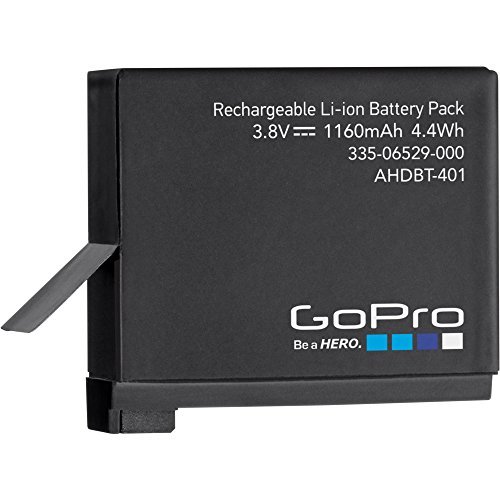 Rechargeable Li-ion Battery Pack
3.8V⎓ 1160mAh 4.4Wh
335-06529-000
AHDBT-401
GoPro
Be a HERO.